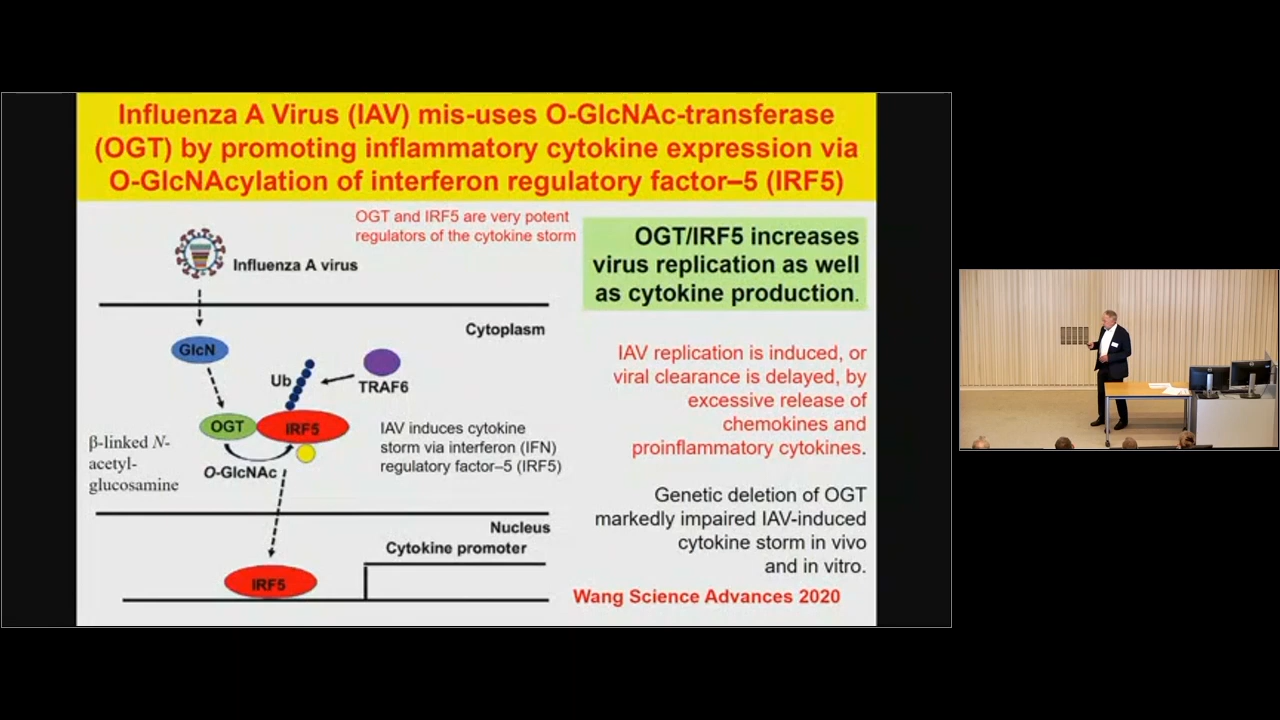 Influenza A Virus (IAV) mis-uses O-GlcNAc-transferase
(OGT) by promoting inflammatory cytokine expression via
O-GlcNAcylation of interferon regulatory factor–5 (IRF5)
OGT and IRF5 are very potent
regulators of the cytokine storm
Influenza A virus
Cytoplasm
GlcN
Ub
TRAF6
OGT
IRF5
O-GlcNAc
β-linked N-
acetyl-
glucosamine
IAV induces cytokine
storm via interferon (IFN)
regulatory factor–5 (IRF5)
Nucleus
Cytokine promoter
IRF5
OGT/IRF5 increases
virus replication as well
as cytokine production.
IAV replication is induced, or
viral clearance is delayed, by
excessive release of
chemokines and
proinflammatory cytokines.
Genetic deletion of OGT
markedly impaired IAV-induced
cytokine storm in vivo
and in vitro.
Wang Science Advances 2020